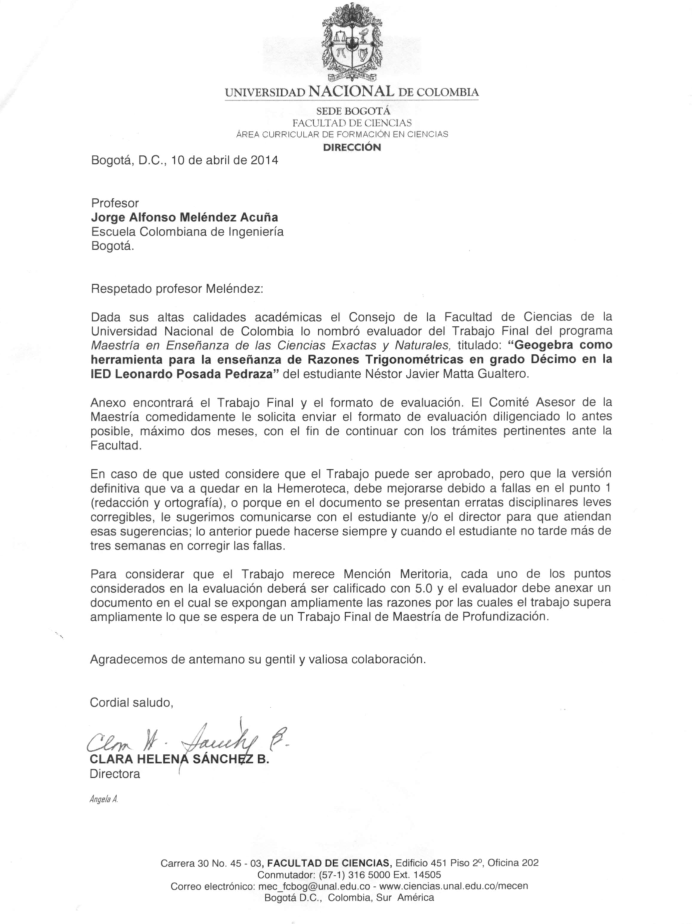 UNIVERSIDAD NACIONAL DE COLOMBIA
SEDE BOGOTÁ
FACULTAD DE CIENCIAS
ÁREA CURRICULAR DE FORMACIÓN EN CIENCIAS
DIRECCIÓN
Bogotá, D.C., 10 de abril de 2014
Profesor
Jorge Alfonso Meléndez Acuña
Escuela Colombiana de Ingeniería
Bogotá.
Respetado profesor Meléndez:
Dada sus altas calidades académicas el Consejo de la Facultad de Ciencias de la
Universidad Nacional de Colombia lo nombró evaluador del Trabajo Final del programa
Maestría en Enseñanza de las Ciencias Exactas y Naturales, titulado: “Geogebra como
herramienta para la enseñanza de Razones Trigonométricas en grado Décimo en la
IED Leonardo Posada Pedraza” del estudiante Néstor Javier Matta Gualtero.
Anexo encontrará el Trabajo Final y el formato de evaluación. El Comité Asesor de la
Maestría comedidamente le solicita enviar el formato de evaluación diligenciado lo antes
posible, máximo dos meses, con el fin de continuar con los trámites pertinentes ante la
Facultad.
En caso de que usted considere que el Trabajo puede ser aprobado, pero que la versión
definitiva que va a quedar en la Hemeroteca, debe mejorarse debido a fallas en el punto 1
(redacción y ortografía), o porque en el documento se presentan erratas disciplinares leves
corregibles, le sugerimos comunicarse con el estudiante y/o el director para que atiendan
esas sugerencias; lo anterior puede hacerse siempre y cuando el estudiante no tarde más de
tres semanas en corregir las fallas.
Para considerar que el Trabajo merece Mención Meritoria, cada uno de los puntos
considerados en la evaluación deberá ser calificado con 5.0 y el evaluador debe anexar un
documento en el cual se expongan ampliamente las razones por las cuales el trabajo supera
ampliamente lo que se espera de un Trabajo Final de Maestría de Profundización.
Agradecemos de antemano su gentil y valiosa colaboración.
Cordial saludo,
Clara H. Sánchez B.
CLARA HELENA SÁNCHEZ B.
Directora
Angela A.
Carrera 30 No. 45 - 03, FACULTAD DE CIENCIAS, Edificio 451 Piso 2º, Oficina 202
Conmutador: (57-1) 316 5000 Ext. 14505
Correo electrónico: mec_fcbog@unal.edu.co - www.ciencias.unal.edu.co/mecen
Bogotá D.C., Colombia, Sur América